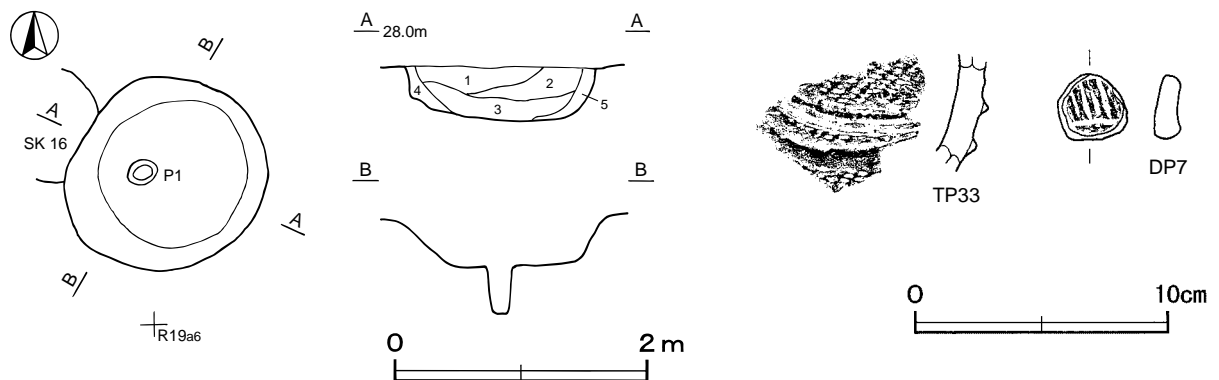 B
A
SK 16
P1
A
B
R19a6
A 28.0m A
1
2
3
4
5
B B
0 2 m
TP33
DP7
0 10cm